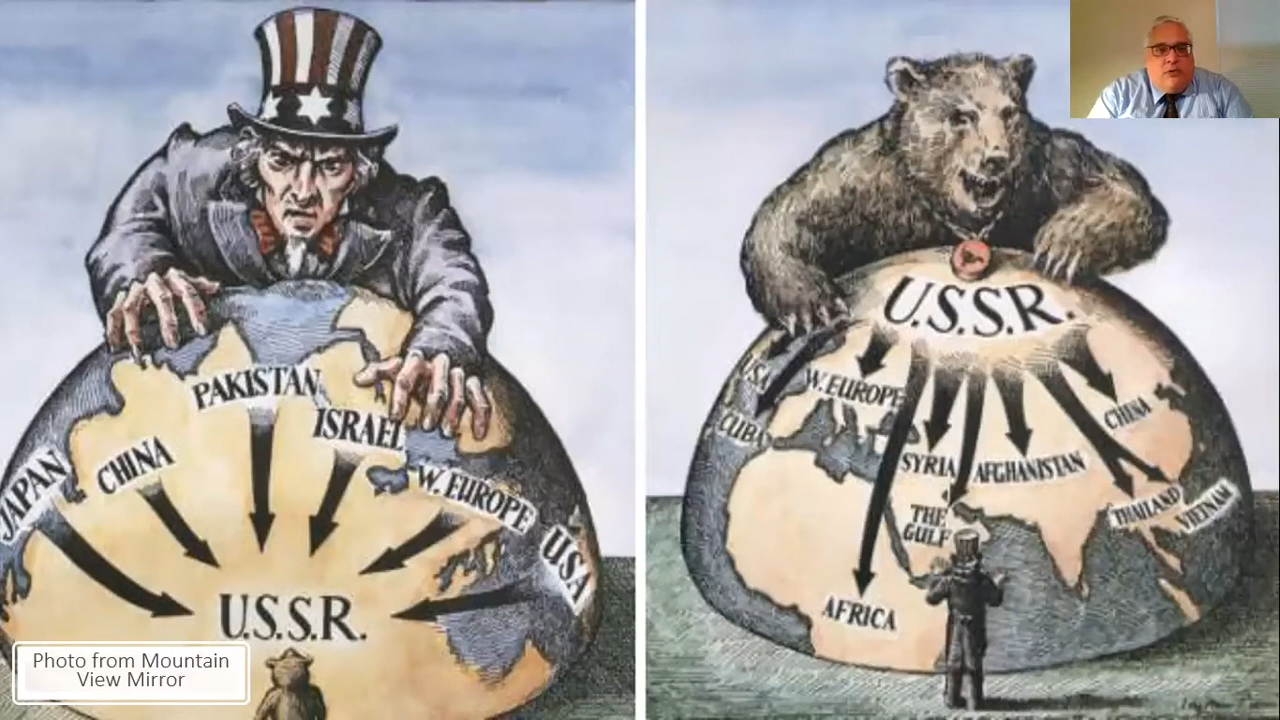 PAKISTAN
ISRAEL
CHINA
JAPAN
W. EUROPE
USA
U.S.S.R.
Photo from Mountain
View Mirror
U.S.S.R.
USA
W. EUROPE
CUBA
CHINA
SYRIA
AFGHANISTAN
THE
GULF
THAILAND
VIETNAM
AFRICA